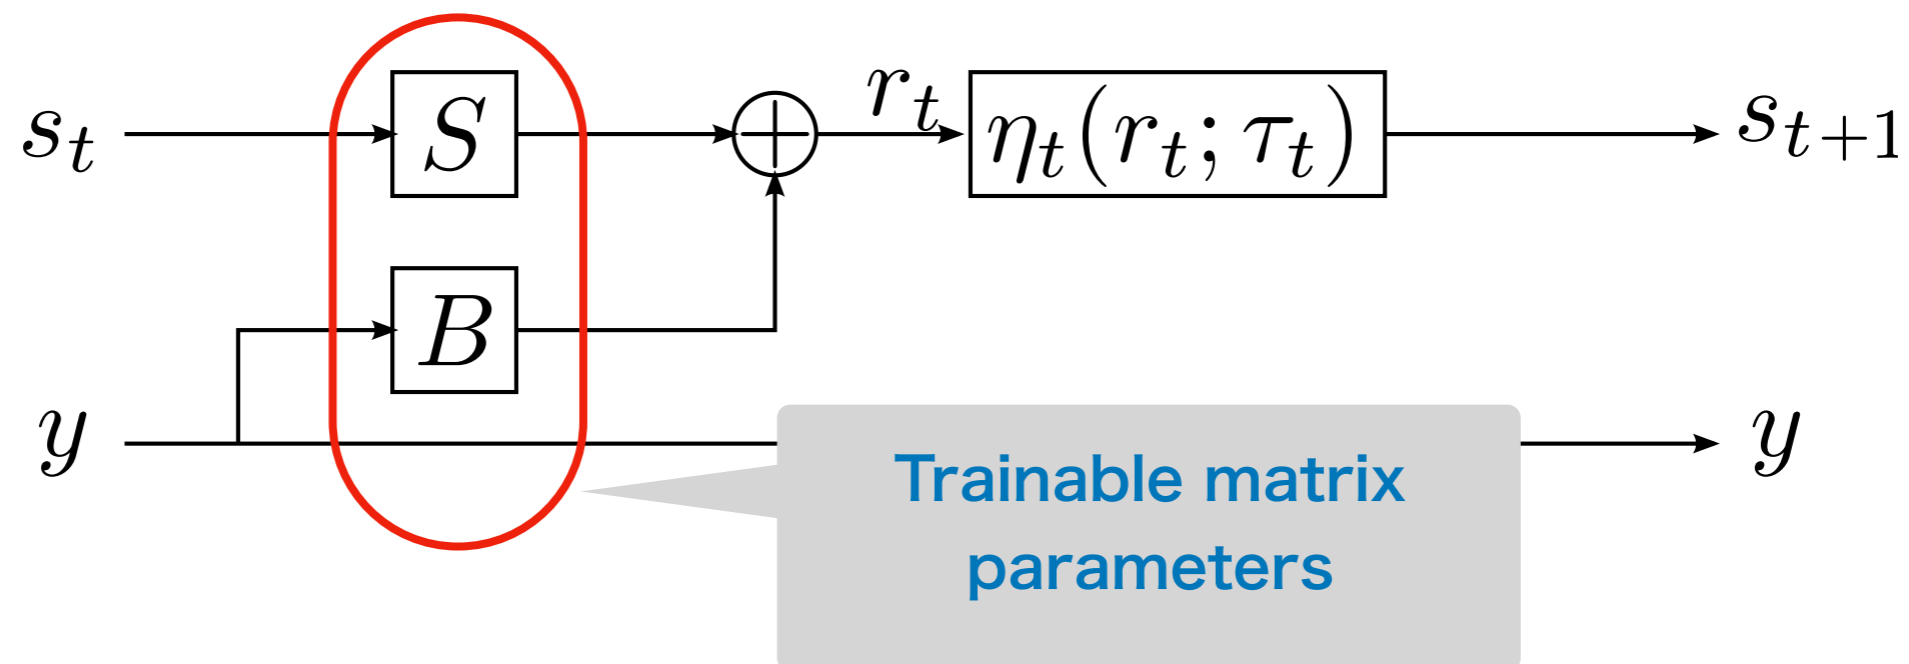 s_t S r_t η_t(r_t; τ_t) s_{t+1}
B
y y
Trainable matrix
parameters